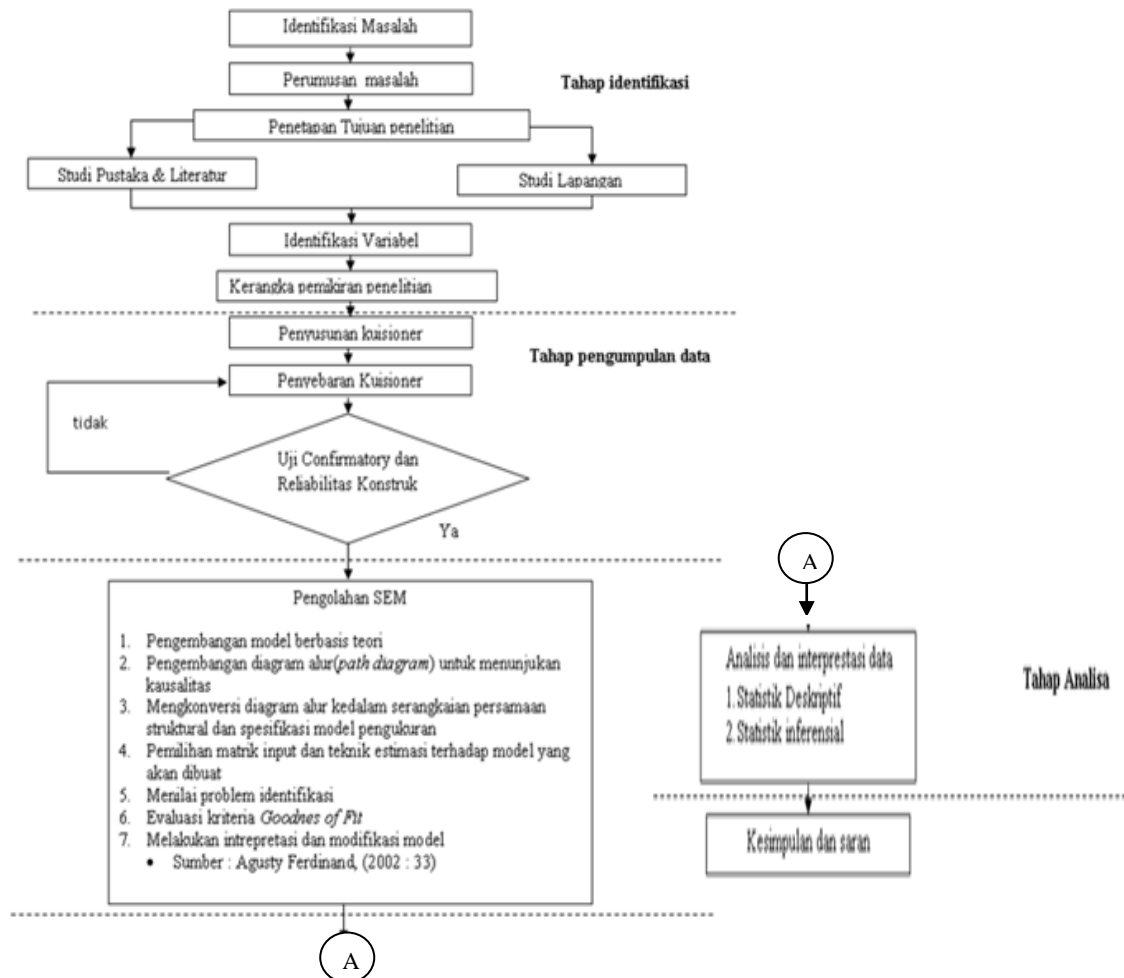 Identifikasi Masalah
Perumusan masalah
Tahap identifikasi
Penetapan Tujuan penelitian
Studi Pustaka & Literatur
Studi Lapangan
Identifikasi Variabel
Kerangka pemikiran penelitian
Penyusunan kuisioner
Tahap pengumpulan data
Penyebaran Kuisioner
tidak
Uji Confirmatory dan
Reliabilitas Konstruk
Ya
Pengolahan SEM
1. Pengembangan model berbasis teori
2. Pengembangan diagram alur(path diagram) untuk menunjukan
kausalitas
3. Mengkonversi diagram alur kedalam serangkaian persamaan
struktural dan spesifikasi model pengukuran
4. Pemilihan matrik input dan teknik estimasi terhadap model yang
akan dibuat
5. Menilai problem identifikasi
6. Evaluasi kriteria Goodnes of Fit
7. Melakukan intrepretasi dan modifikasi model
• Sumber : Agusty Ferdinand, (2002 : 33)
A
A
Analisis dan interprestasi data
1. Statistik Deskriptif
2. Statistik inferensial
Tahap Analisa
Kesimpulan dan saran